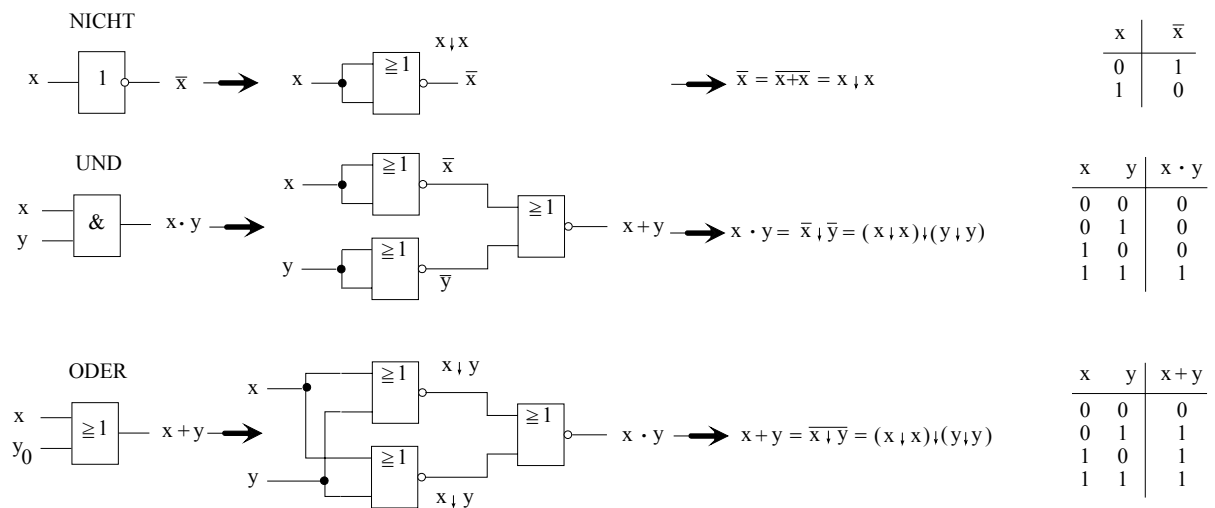 NICHT
x 1 x̅
x x↓x ≧1 x̅
x̅ = x̅+̅x̅ = x↓x
x x̅
0 1
1 0
UND
x y & x · y
x ≧1 x̅
y ≧1 y̅
≧1 x+y
x · y = x̅↓y̅ = (x↓x)↓(y↓y)
x y x · y
0 0 0
0 1 0
1 0 0
1 1 1
ODER
x y₀ ≧1 x+y
x ≧1 x↓y
y ≧1 x↓y
≧1 x · y
x+y = x̅↓̅y̅ = (x↓x)↓(y↓y)
x y x+y
0 0 0
0 1 1
1 0 1
1 1 1